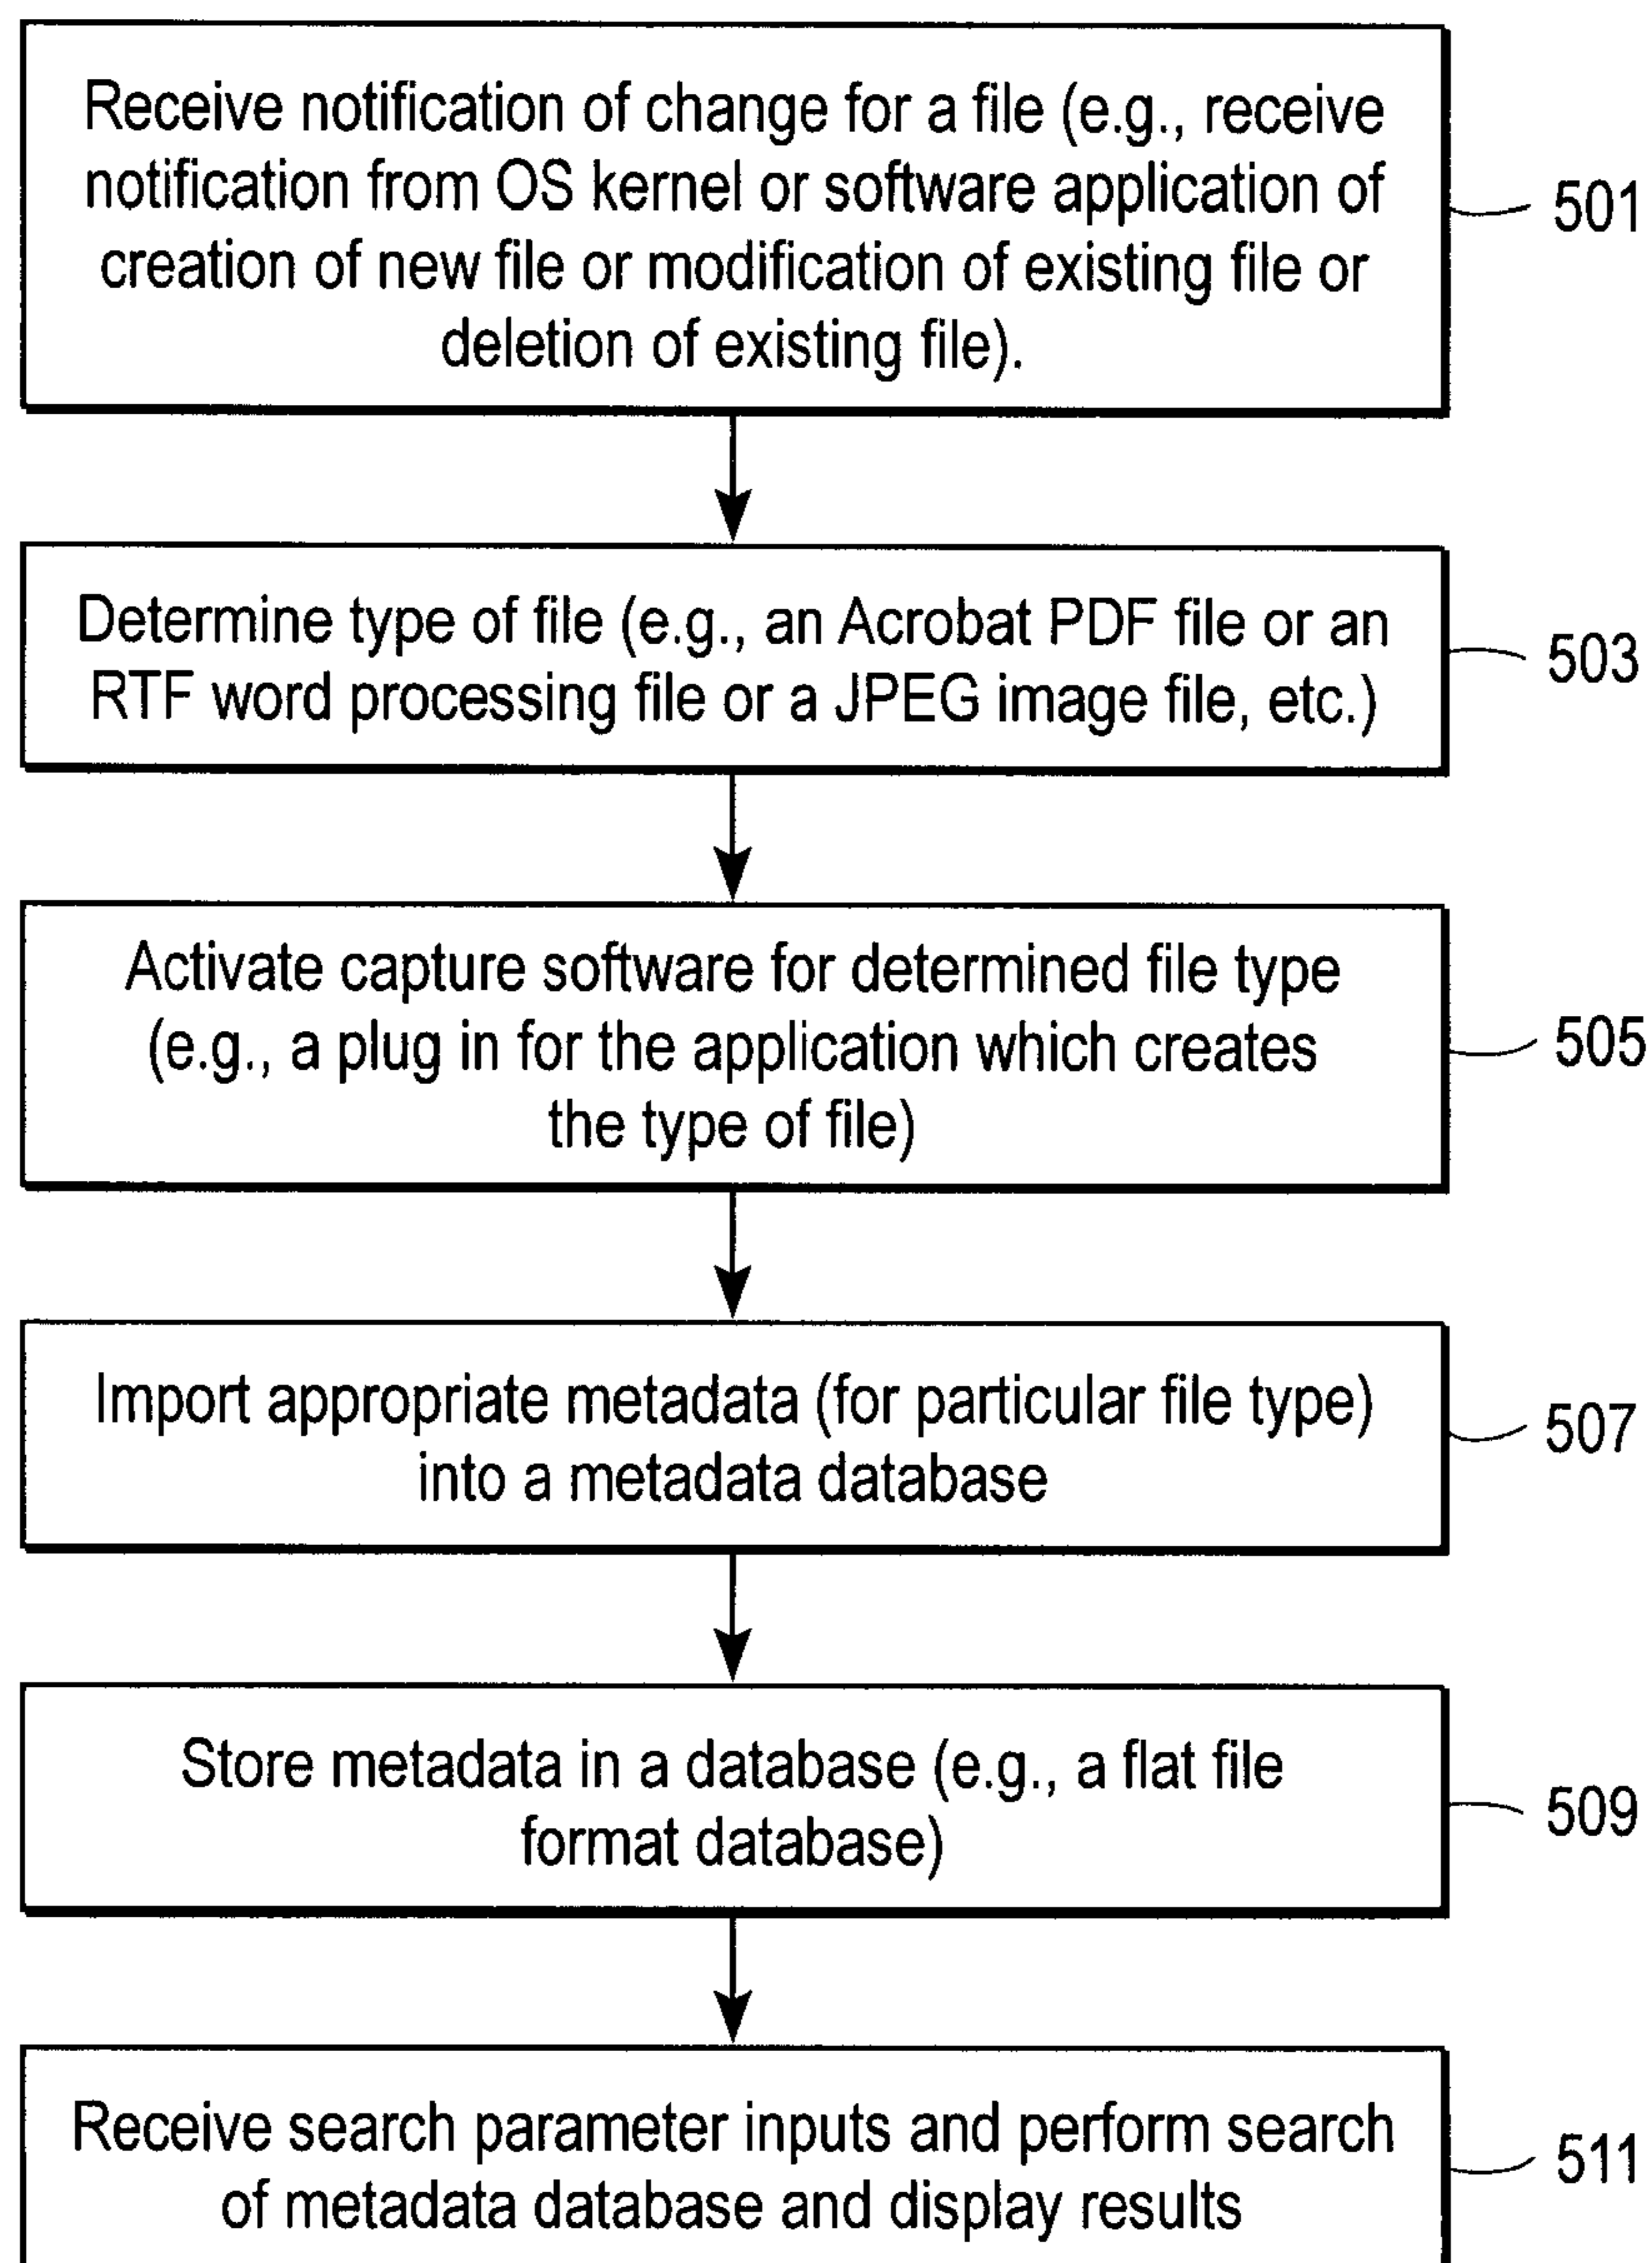 Receive notification of change for a file (e.g., receive
notification from OS kernel or software application of
creation of new file or modification of existing file or
deletion of existing file).
501
Determine type of file (e.g., an Acrobat PDF file or an
RTF word processing file or a JPEG image file, etc.)
503
Activate capture software for determined file type
(e.g., a plug in for the application which creates
the type of file)
505
Import appropriate metadata (for particular file type)
into a metadata database
507
Store metadata in a database (e.g., a flat file
format database)
509
Receive search parameter inputs and perform search
of metadata database and display results
511